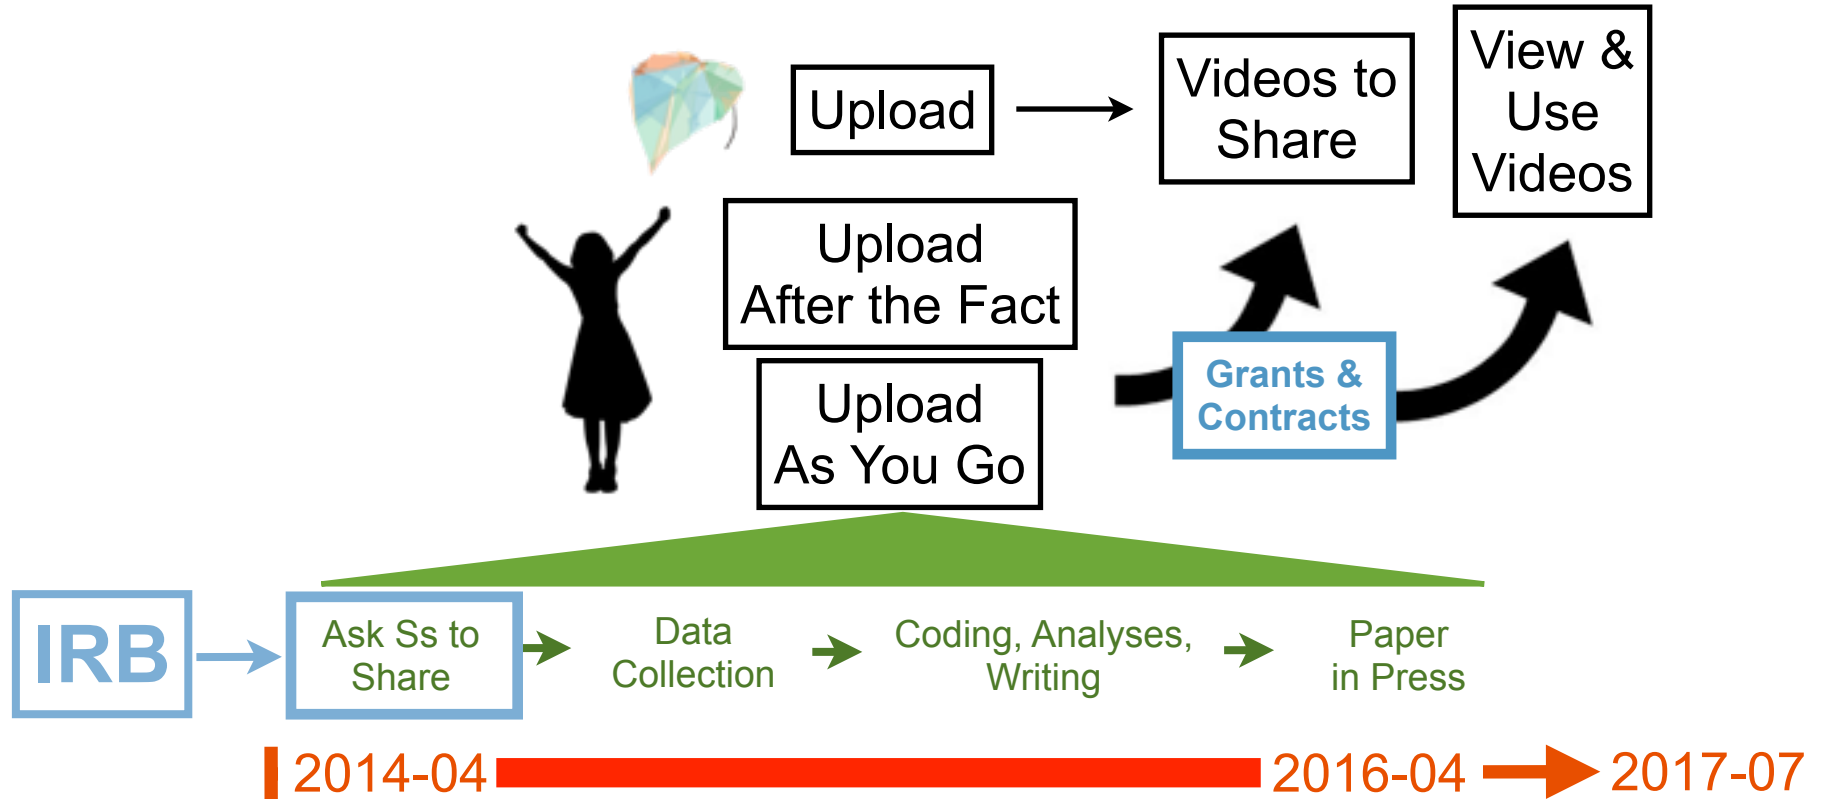 Upload
Videos to
Share
View &
Use
Videos
Upload
After the Fact
Upload
As You Go
Grants &
Contracts
IRB
Ask Ss to
Share
Data
Collection
Coding, Analyses,
Writing
Paper
in Press
2014-04
2016-04
2017-07